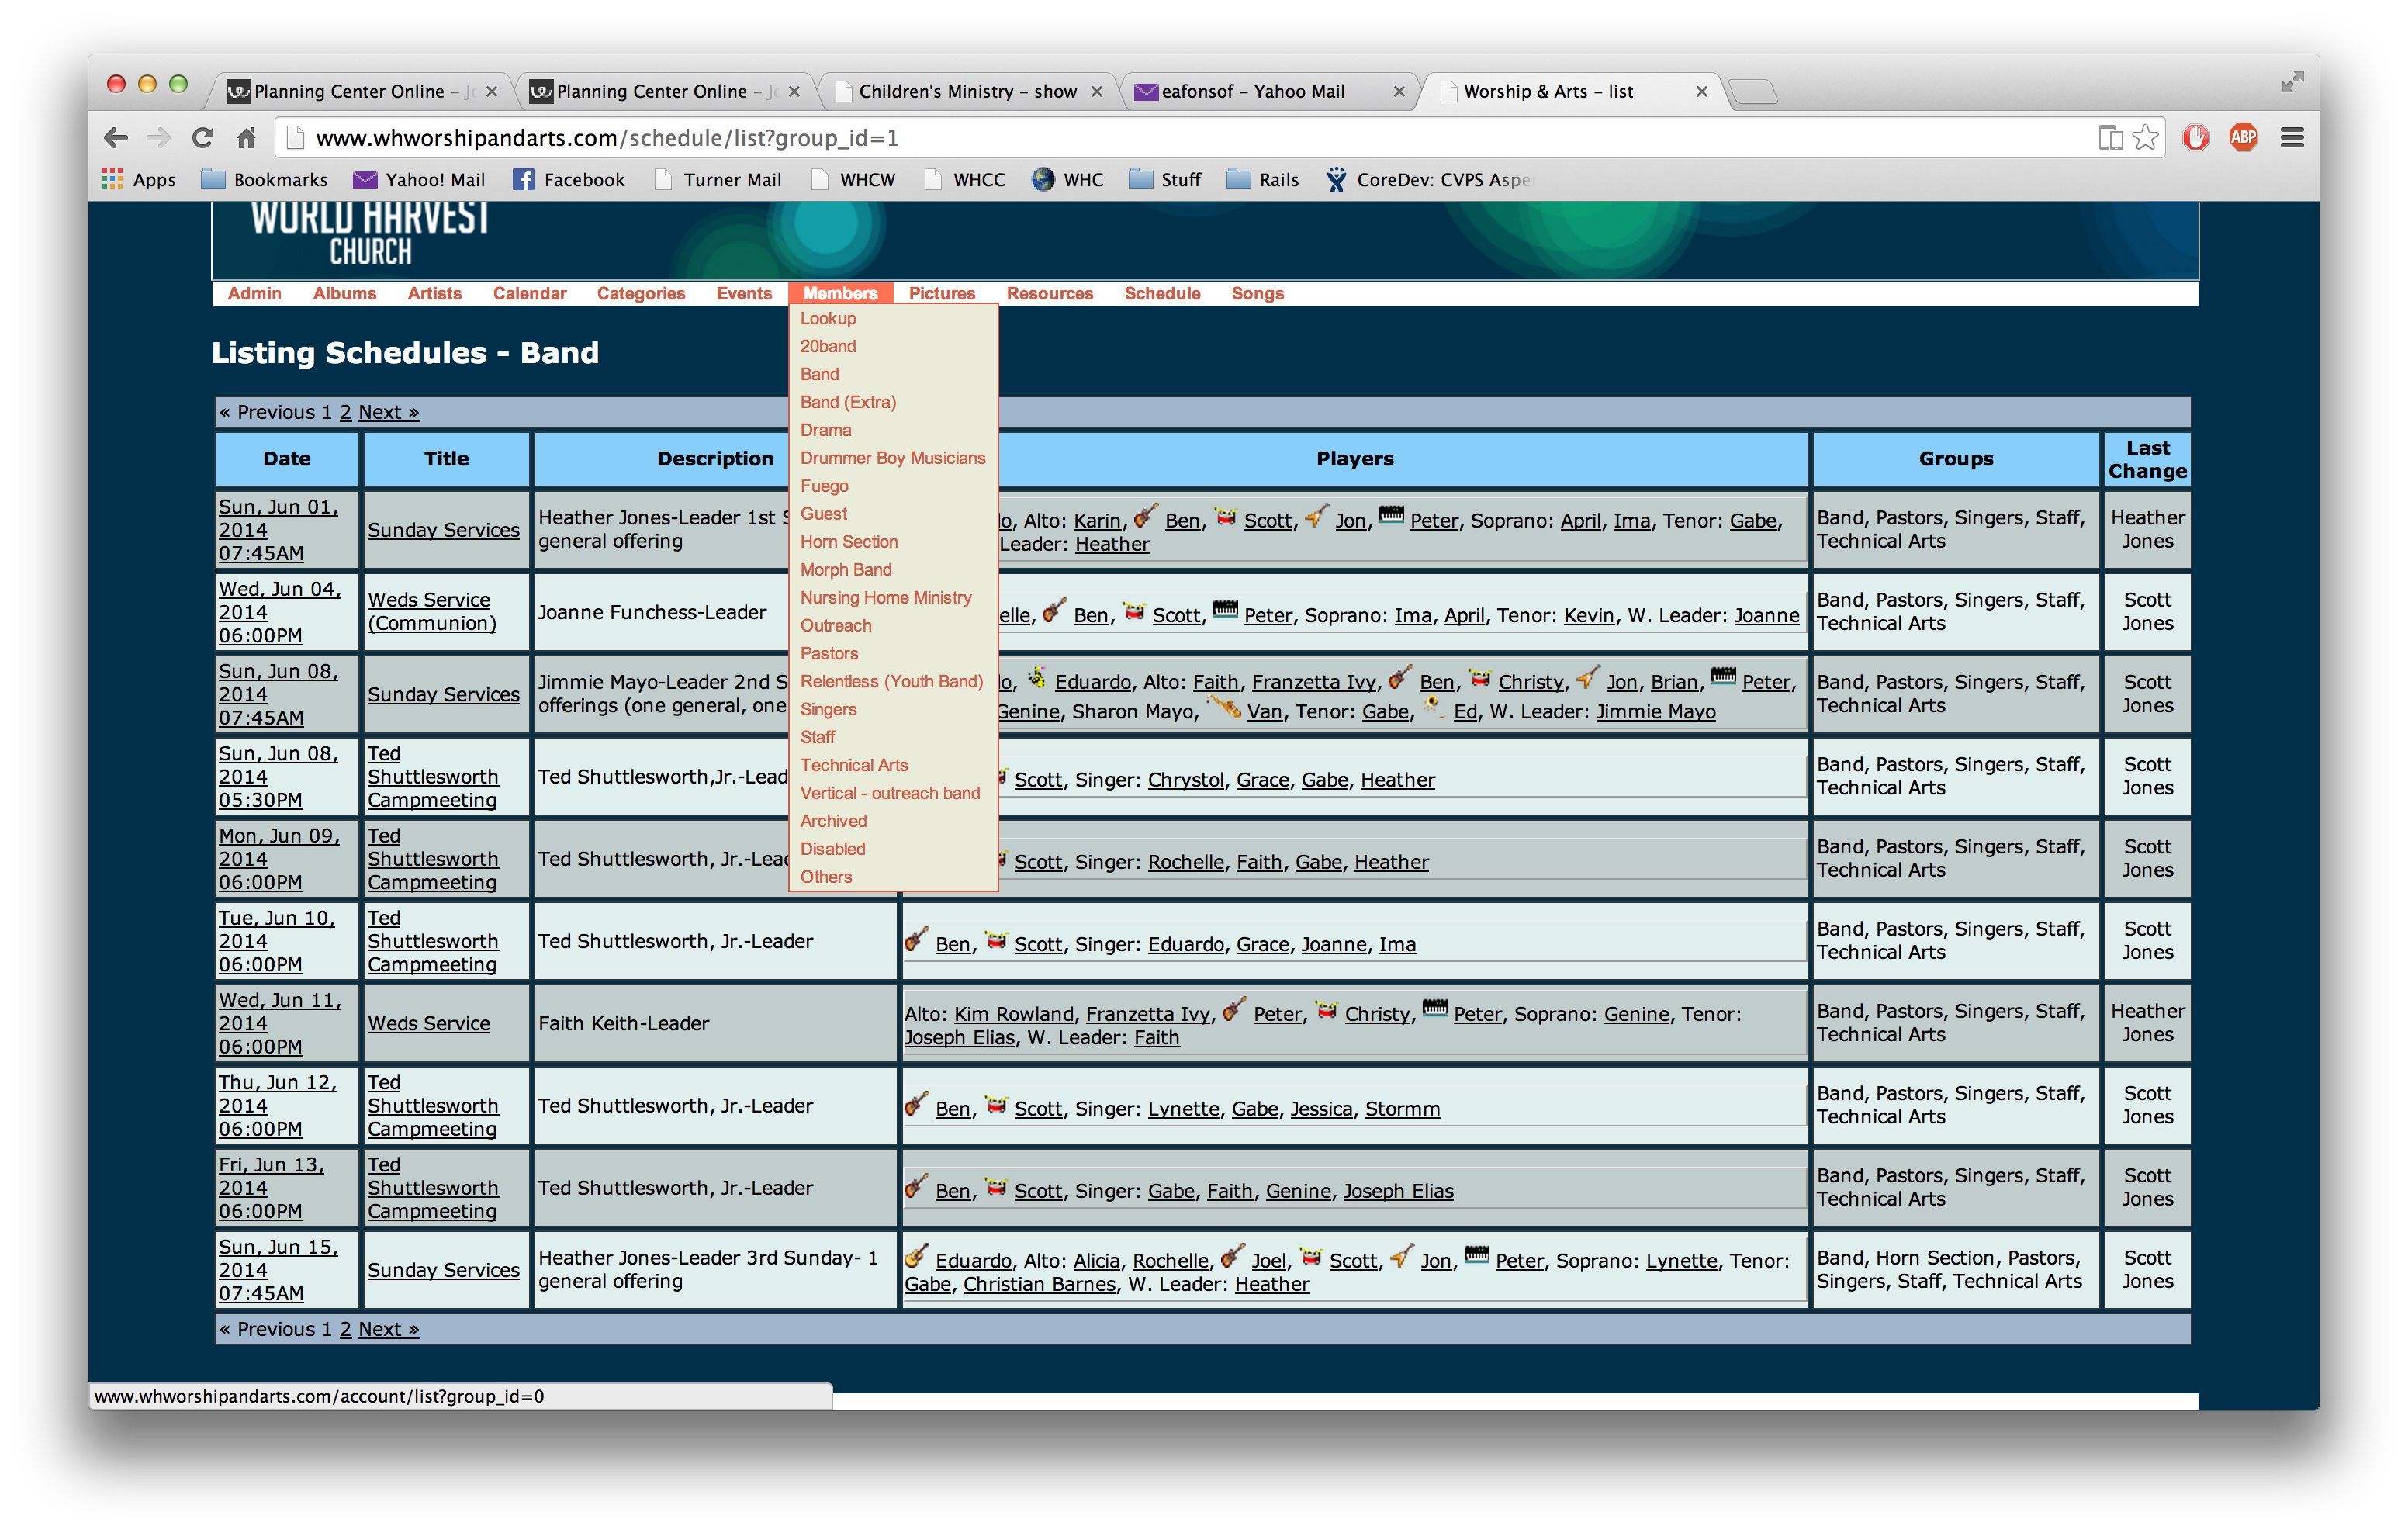 Planning Center Online – Jo
Planning Center Online – Jo
Children's Ministry – show
eafonsof – Yahoo Mail
Worship & Arts – list
www.whworshipandarts.com/schedule/list?group_id=1
ABP
Apps
Bookmarks
Yahoo! Mail
Facebook
Turner Mail
WHCW
WHCC
WHC
Stuff
Rails
CoreDev: CVPS Aspe
WORLD HARVEST
CHURCH
Admin Albums Artists Calendar Categories Events Members Pictures Resources Schedule Songs
Lookup
20band
Band
Band (Extra)
Drama
Drummer Boy Musicians
Fuego
Guest
Horn Section
Morph Band
Nursing Home Ministry
Outreach
Pastors
Relentless (Youth Band)
Singers
Staff
Technical Arts
Vertical - outreach band
Archived
Disabled
Others
Listing Schedules - Band
« Previous 1 2 Next »
Date
Title
Description
Players
Groups
Last
Change
Sun, Jun 01,
2014
07:45AM
Sunday Services
Heather Jones-Leader 1st S
general offering
o, Alto: Karin, Ben, Scott, Jon, Peter, Soprano: April, Ima, Tenor: Gabe,
Leader: Heather
Band, Pastors, Singers, Staff,
Technical Arts
Heather
Jones
Wed, Jun 04,
2014
06:00PM
Weds Service
(Communion)
Joanne Funchess-Leader
elle, Ben, Scott, Peter, Soprano: Ima, April, Tenor: Kevin, W. Leader: Joanne
Band, Pastors, Singers, Staff,
Technical Arts
Scott
Jones
Sun, Jun 08,
2014
07:45AM
Sunday Services
Jimmie Mayo-Leader 2nd S
offerings (one general, one
o, Eduardo, Alto: Faith, Franzetta Ivy, Ben, Christy, Jon, Brian, Peter,
Genine, Sharon Mayo, Van, Tenor: Gabe, Ed, W. Leader: Jimmie Mayo
Band, Pastors, Singers, Staff,
Technical Arts
Scott
Jones
Sun, Jun 08,
2014
05:30PM
Ted
Shuttlesworth
Campmeeting
Ted Shuttlesworth,Jr.-Lead
Scott, Singer: Chrystol, Grace, Gabe, Heather
Band, Pastors, Singers, Staff,
Technical Arts
Scott
Jones
Mon, Jun 09,
2014
06:00PM
Ted
Shuttlesworth
Campmeeting
Ted Shuttlesworth, Jr.-Leac
Scott, Singer: Rochelle, Faith, Gabe, Heather
Band, Pastors, Singers, Staff,
Technical Arts
Scott
Jones
Tue, Jun 10,
2014
06:00PM
Ted
Shuttlesworth
Campmeeting
Ted Shuttlesworth, Jr.-Leader
Ben, Scott, Singer: Eduardo, Grace, Joanne, Ima
Band, Pastors, Singers, Staff,
Technical Arts
Scott
Jones
Wed, Jun 11,
2014
06:00PM
Weds Service
Faith Keith-Leader
Alto: Kim Rowland, Franzetta Ivy, Peter, Christy, Peter, Soprano: Genine, Tenor:
Joseph Elias, W. Leader: Faith
Band, Pastors, Singers, Staff,
Technical Arts
Heather
Jones
Thu, Jun 12,
2014
06:00PM
Ted
Shuttlesworth
Campmeeting
Ted Shuttlesworth, Jr.-Leader
Ben, Scott, Singer: Lynette, Gabe, Jessica, Stormm
Band, Pastors, Singers, Staff,
Technical Arts
Scott
Jones
Fri, Jun 13,
2014
06:00PM
Ted
Shuttlesworth
Campmeeting
Ted Shuttlesworth, Jr.-Leader
Ben, Scott, Singer: Gabe, Faith, Genine, Joseph Elias
Band, Pastors, Singers, Staff,
Technical Arts
Scott
Jones
Sun, Jun 15,
2014
07:45AM
Sunday Services
Heather Jones-Leader 3rd Sunday- 1
general offering
Eduardo, Alto: Alicia, Rochelle, Joel, Scott, Jon, Peter, Soprano: Lynette, Tenor:
Gabe, Christian Barnes, W. Leader: Heather
Band, Horn Section, Pastors,
Singers, Staff, Technical Arts
Scott
Jones
« Previous 1 2 Next »
www.whworshipandarts.com/account/list?group_id=0